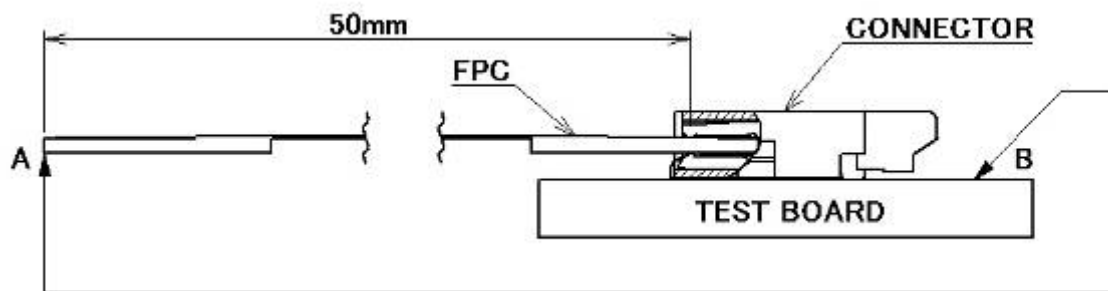 50mm
CONNECTOR
FPC
A
B
TEST BOARD